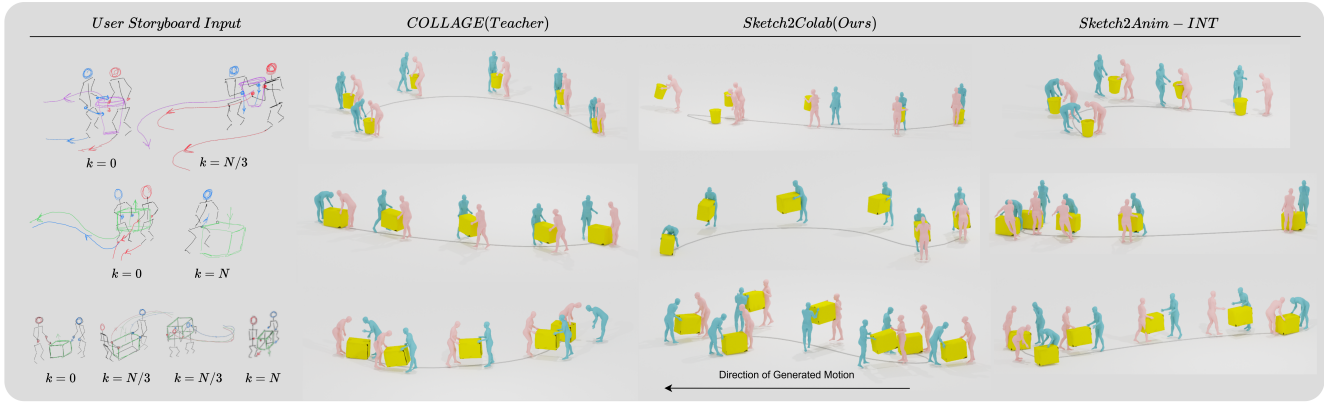 User Storyboard Input
COLLAGE(Teacher)
Sketch2Colab(Ours)
Sketch2Anim − INT
k = 0
k = N/3
k = 0
k = N
k = 0
k = N/3
k = N/3
k = N
Direction of Generated Motion